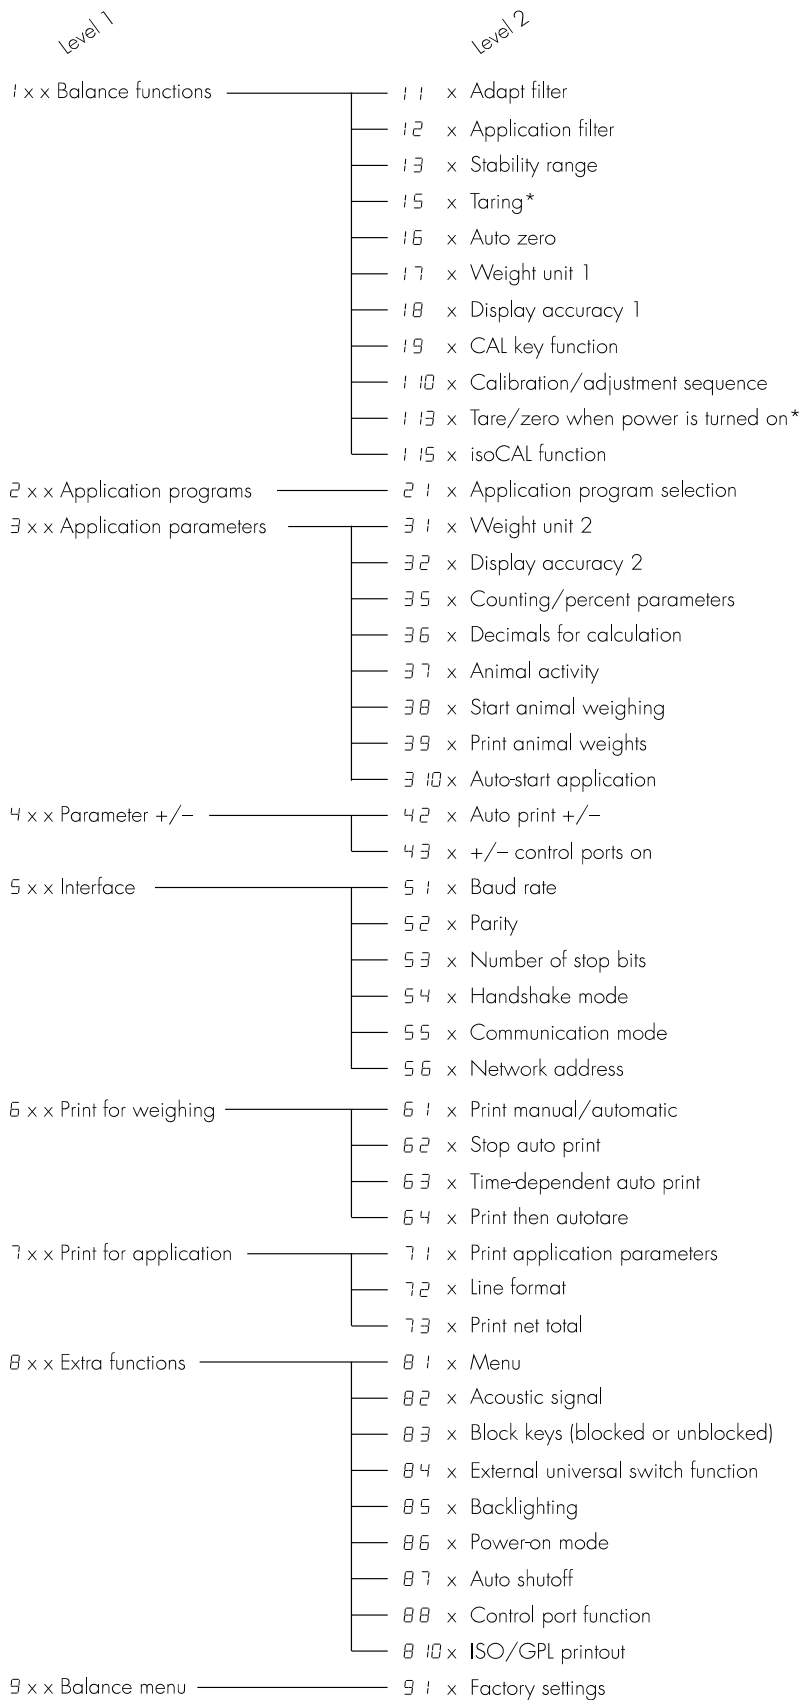 Level 1 Level 2
1 x x Balance functions 1 1 x Adapt filter
1 2 x Application filter
1 3 x Stability range
1 5 x Taring*
1 6 x Auto zero
1 7 x Weight unit 1
1 8 x Display accuracy 1
1 9 x CAL key function
1 10 x Calibration/adjustment sequence
1 13 x Tare/zero when power is turned on*
1 15 x isoCAL function
2 x x Application programs 2 1 x Application program selection
3 x x Application parameters 3 1 x Weight unit 2
3 2 x Display accuracy 2
3 5 x Counting/percent parameters
3 6 x Decimals for calculation
3 7 x Animal activity
3 8 x Start animal weighing
3 9 x Print animal weights
3 10 x Auto-start application
4 x x Parameter +/– 4 2 x Auto print +/–
4 3 x +/– control ports on
5 x x Interface 5 1 x Baud rate
5 2 x Parity
5 3 x Number of stop bits
5 4 x Handshake mode
5 5 x Communication mode
5 6 x Network address
6 x x Print for weighing 6 1 x Print manual/automatic
6 2 x Stop auto print
6 3 x Time-dependent auto print
6 4 x Print then autotare
7 x x Print for application 7 1 x Print application parameters
7 2 x Line format
7 3 x Print net total
8 x x Extra functions 8 1 x Menu
8 2 x Acoustic signal
8 3 x Block keys (blocked or unblocked)
8 4 x External universal switch function
8 5 x Backlighting
8 6 x Power-on mode
8 7 x Auto shutoff
8 8 x Control port function
8 10 x ISO/GPL printout
9 x x Balance menu 9 1 x Factory settings